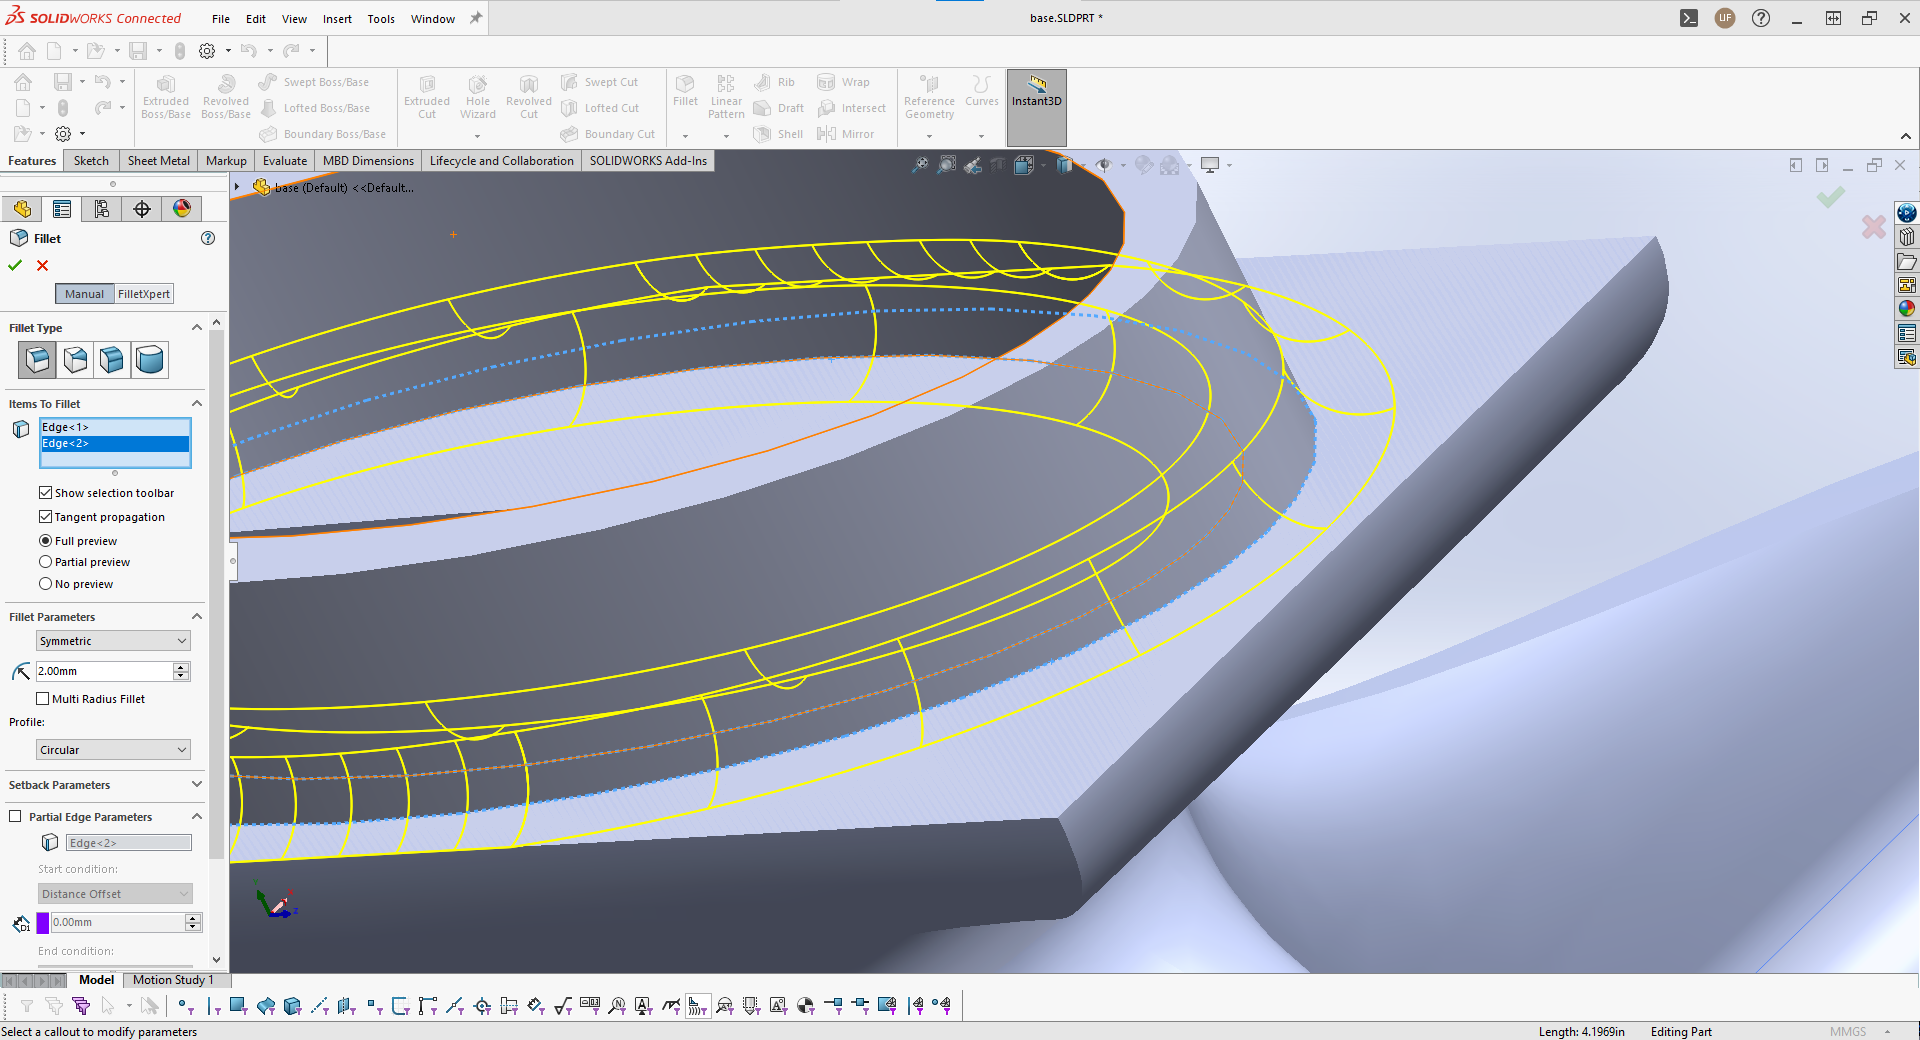 SOLIDWORKS Connected
File
Edit
View
Insert
Tools
Window
base.SLDPRT *
UF
Extruded Boss/Base
Revolved Boss/Base
Swept Boss/Base
Lofted Boss/Base
Boundary Boss/Base
Extruded Cut
Hole Wizard
Revolved Cut
Swept Cut
Lofted Cut
Boundary Cut
Fillet
Linear Pattern
Rib
Draft
Shell
Wrap
Intersect
Mirror
Reference Geometry
Curves
Instant3D
Features
Sketch
Sheet Metal
Markup
Evaluate
MBD Dimensions
Lifecycle and Collaboration
SOLIDWORKS Add-Ins
base (Default) <<Default...
Fillet
Manual
FilletXpert
Fillet Type
Items To Fillet
Edge<1>
Edge<2>
Show selection toolbar
Tangent propagation
Full preview
Partial preview
No preview
Fillet Parameters
Symmetric
2.00mm
Multi Radius Fillet
Profile:
Circular
Setback Parameters
Partial Edge Parameters
Edge<2>
Start condition:
Distance Offset
0.00mm
End condition:
Model
Motion Study 1
Select a callout to modify parameters
Length: 4.1969in
Editing Part
MMGS